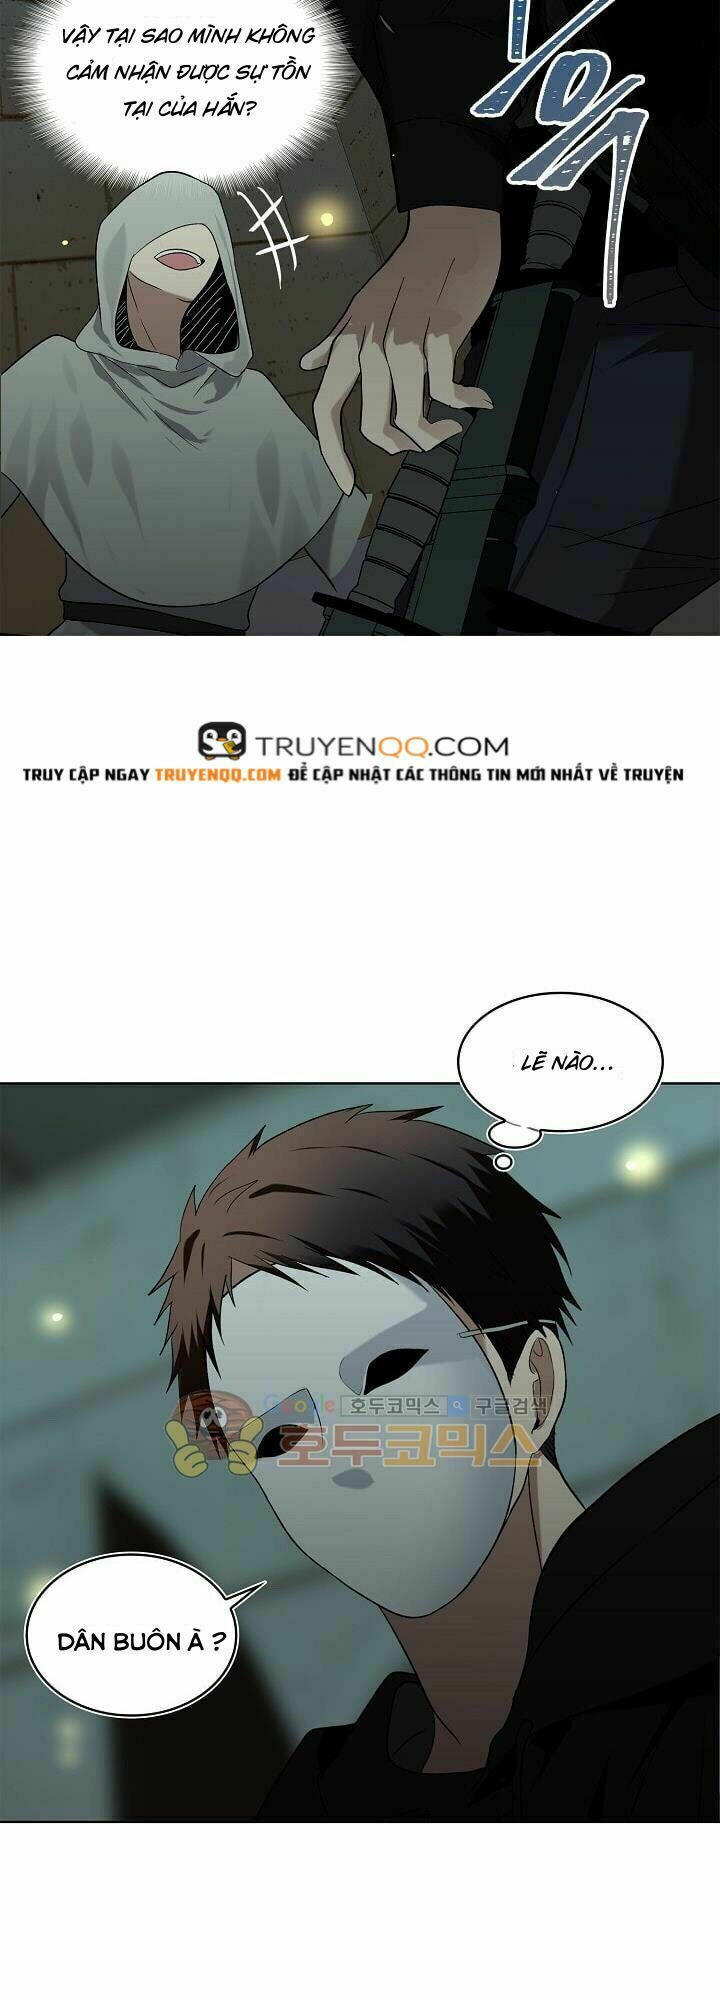 VẬY TẠI SAO MÌNH KHÔNG
CẢM NHẬN ĐƯỢC SỰ TỒN
TẠI CỦA HẮN?
TRUYENQQ.COM
TRUY CẬP NGAY TRUYENQQ.COM ĐỂ CẬP NHẬT CÁC THÔNG TIN MỚI NHẤT VỀ TRUYỆN
LẼ NÀO...
Google 호두코믹스 구글검색
호두코믹스
DÂN BUÔN À ?